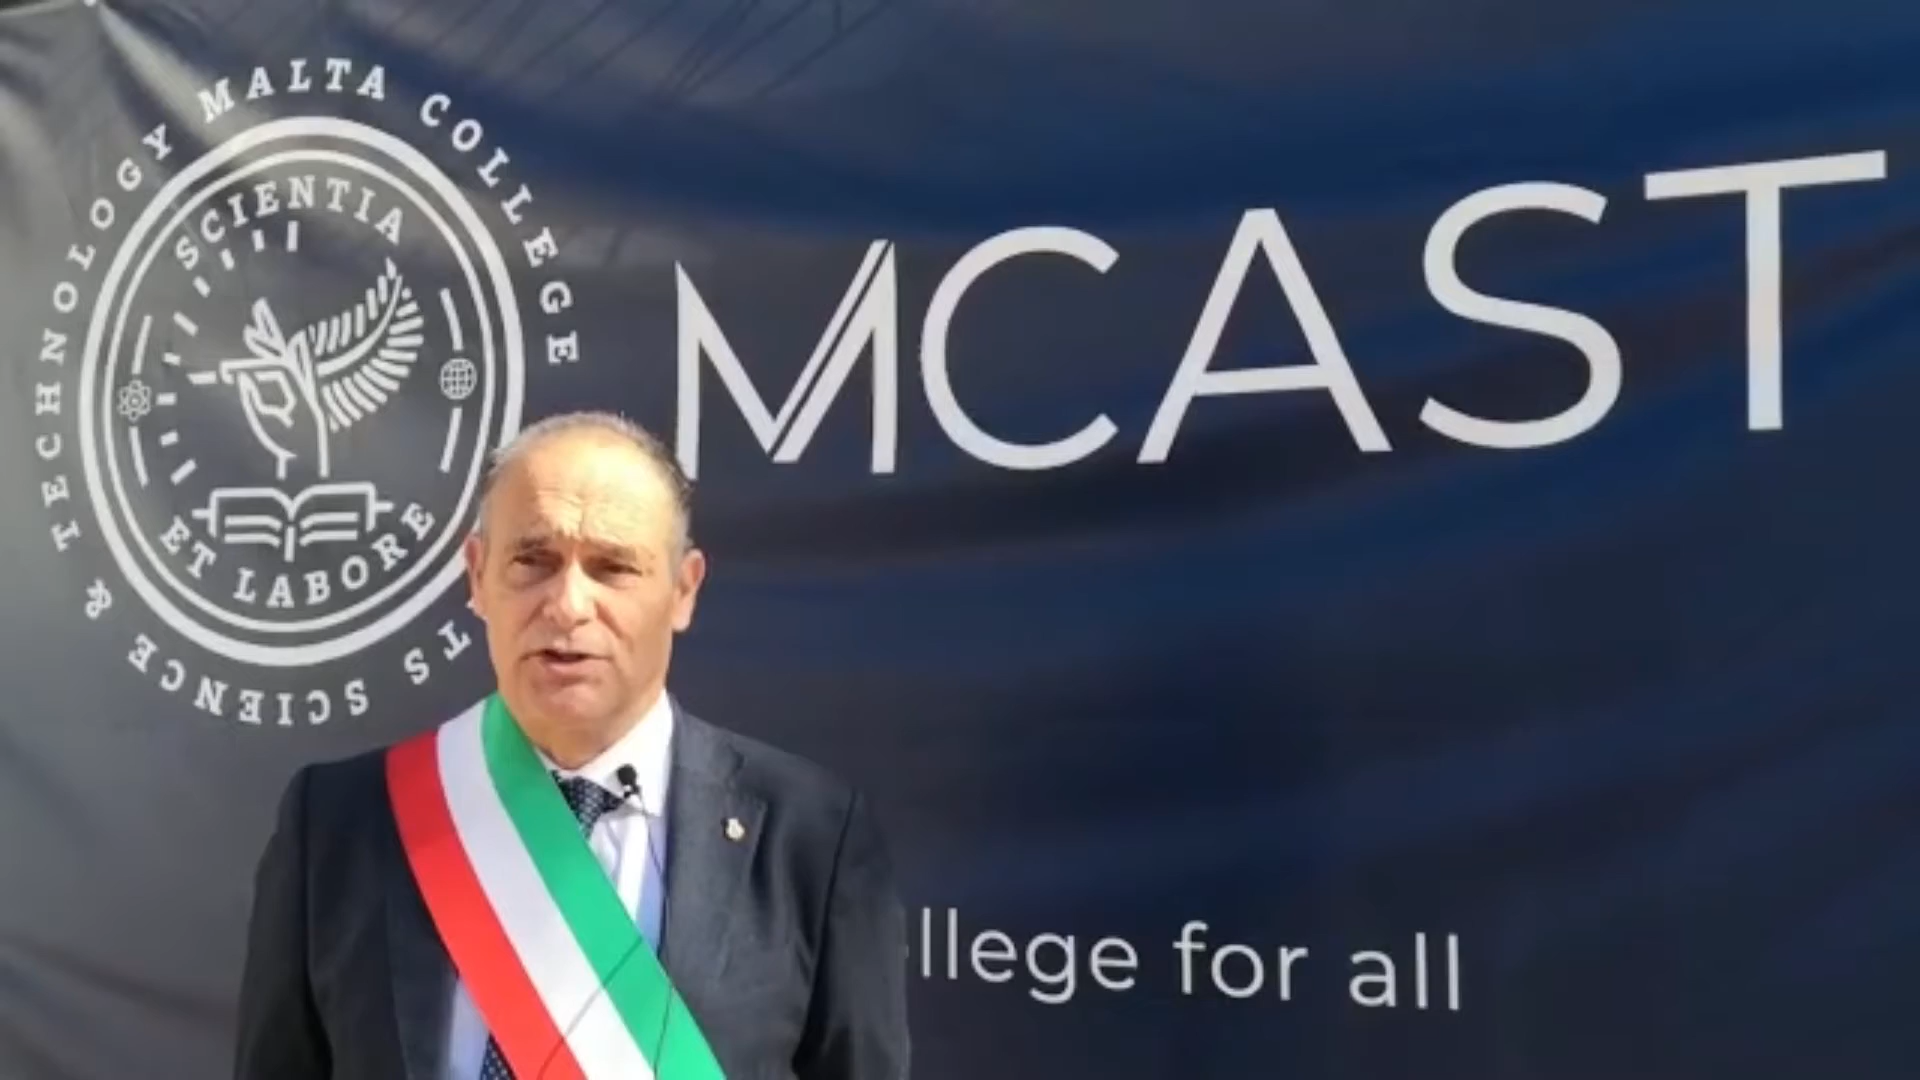 MALTA COLLEGE
TS SCIENCE & TECHNOLOGY
SCIENTIA
ET LABORE
MCAST
llege for all